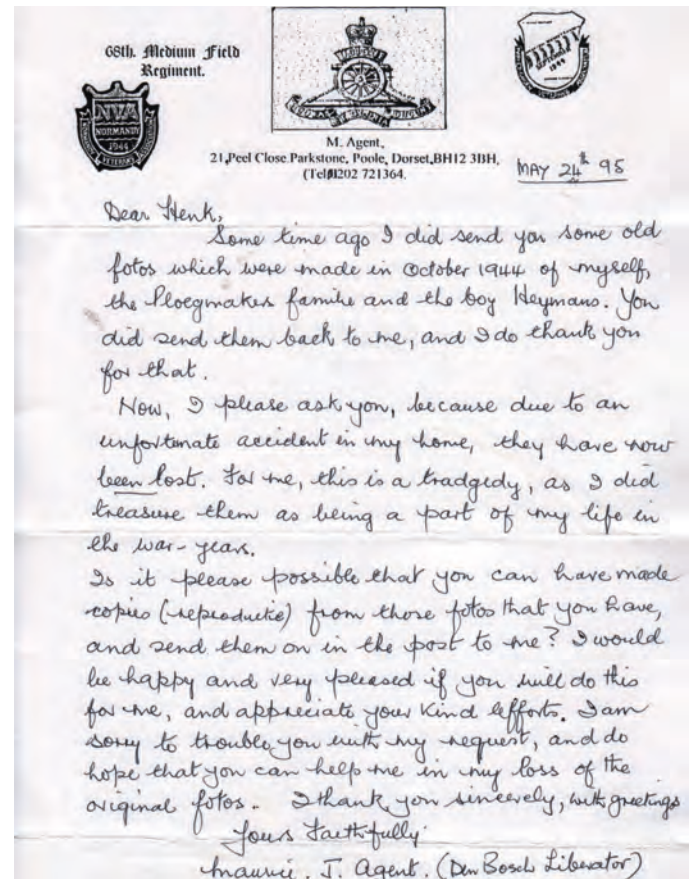 68th. Medium Field
Regiment.
NVA
NORMANDY
1944
VETERANS
1944
M. Agent,
21,Peel Close.Parkstone, Poole, Dorset,BH12 3BH,
(Tel01202 721364.
MAY 24th 95
Dear Henk,
Some time ago I did send you some old
fotos which were made in October 1944 of myself,
the Ploegmakers familie and the boy Heymans. You
did send them back to me, and I do thank you
for that.
Now, I please ask you, because due to an
unfortunate accident in my home, they have now
been lost. For me, this is a tradgedy, as I did
treasure them as being a part of my life in
the war-years.
Is it please possible that you can have made
copies (reproductie) from those fotos that you have,
and send them on in the post to me? I would
be happy and very pleased if you will do this
for me, and appreciate your kind efforts. I am
sorry to trouble you with my request, and do
hope that you can help me in my loss of the
original fotos. I thank you sincerely, with greetings
Yours Faithfully
Maurice. J. Agent. (Den Bosch Liberator)